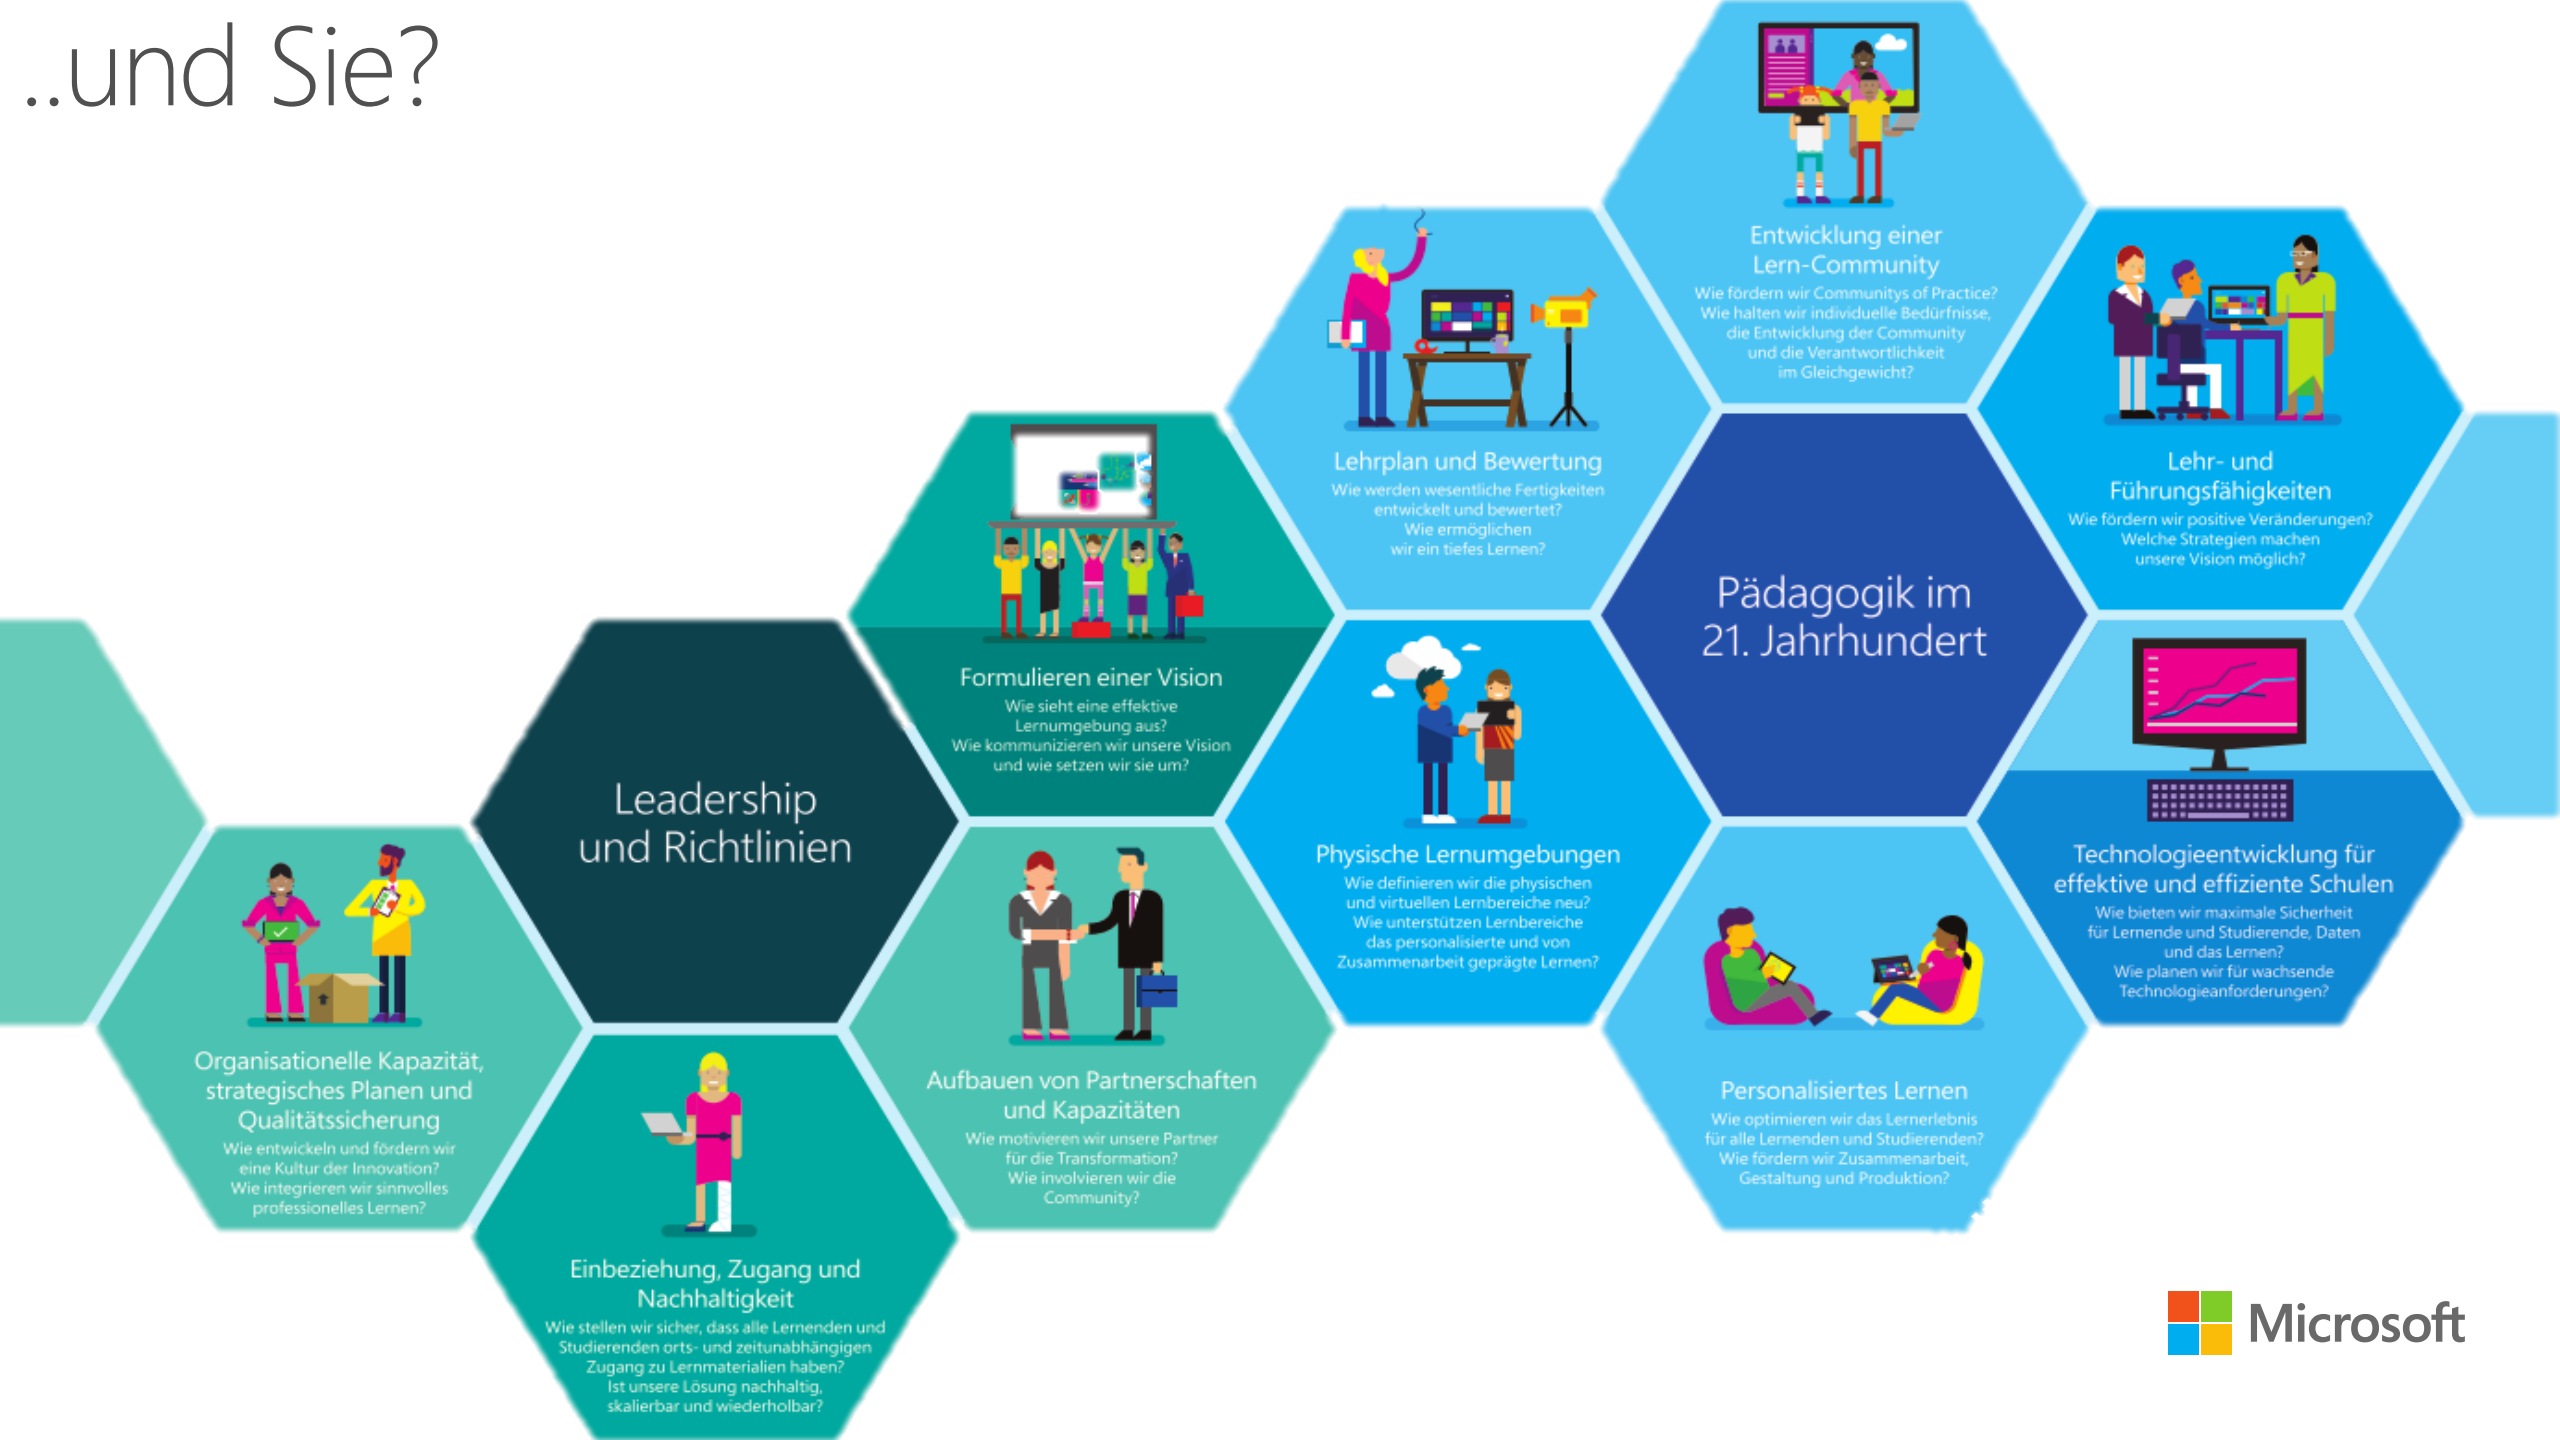 ..und Sie?
Entwicklung einer
Lern-Community
Wie fördern wir Communitys of Practice?
Wie halten wir individuelle Bedürfnisse,
die Entwicklung der Community
und die Verantwortlichkeit
im Gleichgewicht?
Lehrplan und Bewertung
Wie werden wesentliche Fertigkeiten
entwickelt und bewertet?
Wie ermöglichen
wir ein tiefes Lernen?
Lehr- und
Führungsfähigkeiten
Wie fördern wir positive Veränderungen?
Welche Strategien machen
unsere Vision möglich?
Pädagogik im
21. Jahrhundert
Formulieren einer Vision
Wie sieht eine effektive
Lernumgebung aus?
Wie kommunizieren wir unsere Vision
und wie setzen wir sie um?
Leadership
und Richtlinien
Physische Lernumgebungen
Wie definieren wir die physischen
und virtuellen Lernbereiche neu?
Wie unterstützen Lernbereiche
das personalisierte und von
Zusammenarbeit geprägte Lernen?
Technologieentwicklung für
effektive und effiziente Schulen
Wie bieten wir maximale Sicherheit
für Lernende und Studierende, Daten
und das Lernen?
Wie planen wir für wachsende
Technologieanforderungen?
Organisationelle Kapazität,
strategisches Planen und
Qualitätssicherung
Wie entwickeln und fördern wir
eine Kultur der Innovation?
Wie integrieren wir sinnvolles
professionelles Lernen?
Aufbauen von Partnerschaften
und Kapazitäten
Wie motivieren wir unsere Partner
für die Transformation?
Wie involvieren wir die
Community?
Personalisiertes Lernen
Wie optimieren wir das Lernerlebnis
für alle Lernenden und Studierenden?
Wie fördern wir Zusammenarbeit,
Gestaltung und Produktion?
Einbeziehung, Zugang und
Nachhaltigkeit
Wie stellen wir sicher, dass alle Lernenden und
Studierenden orts- und zeitunabhängigen
Zugang zu Lernmaterialien haben?
Ist unsere Lösung nachhaltig,
skalierbar und wiederholbar?
Microsoft